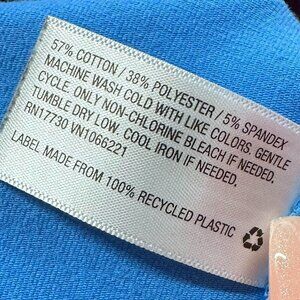 57% COTTON / 38% POLYESTER / 5% SPANDEX
MACHINE WASH COLD WITH LIKE COLORS, GENTLE
CYCLE. ONLY NON-CHLORINE BLEACH IF NEEDED.
TUMBLE DRY LOW. COOL IRON IF NEEDED.
RN17730 VN1066221
LABEL MADE FROM 100% RECYCLED PLASTIC